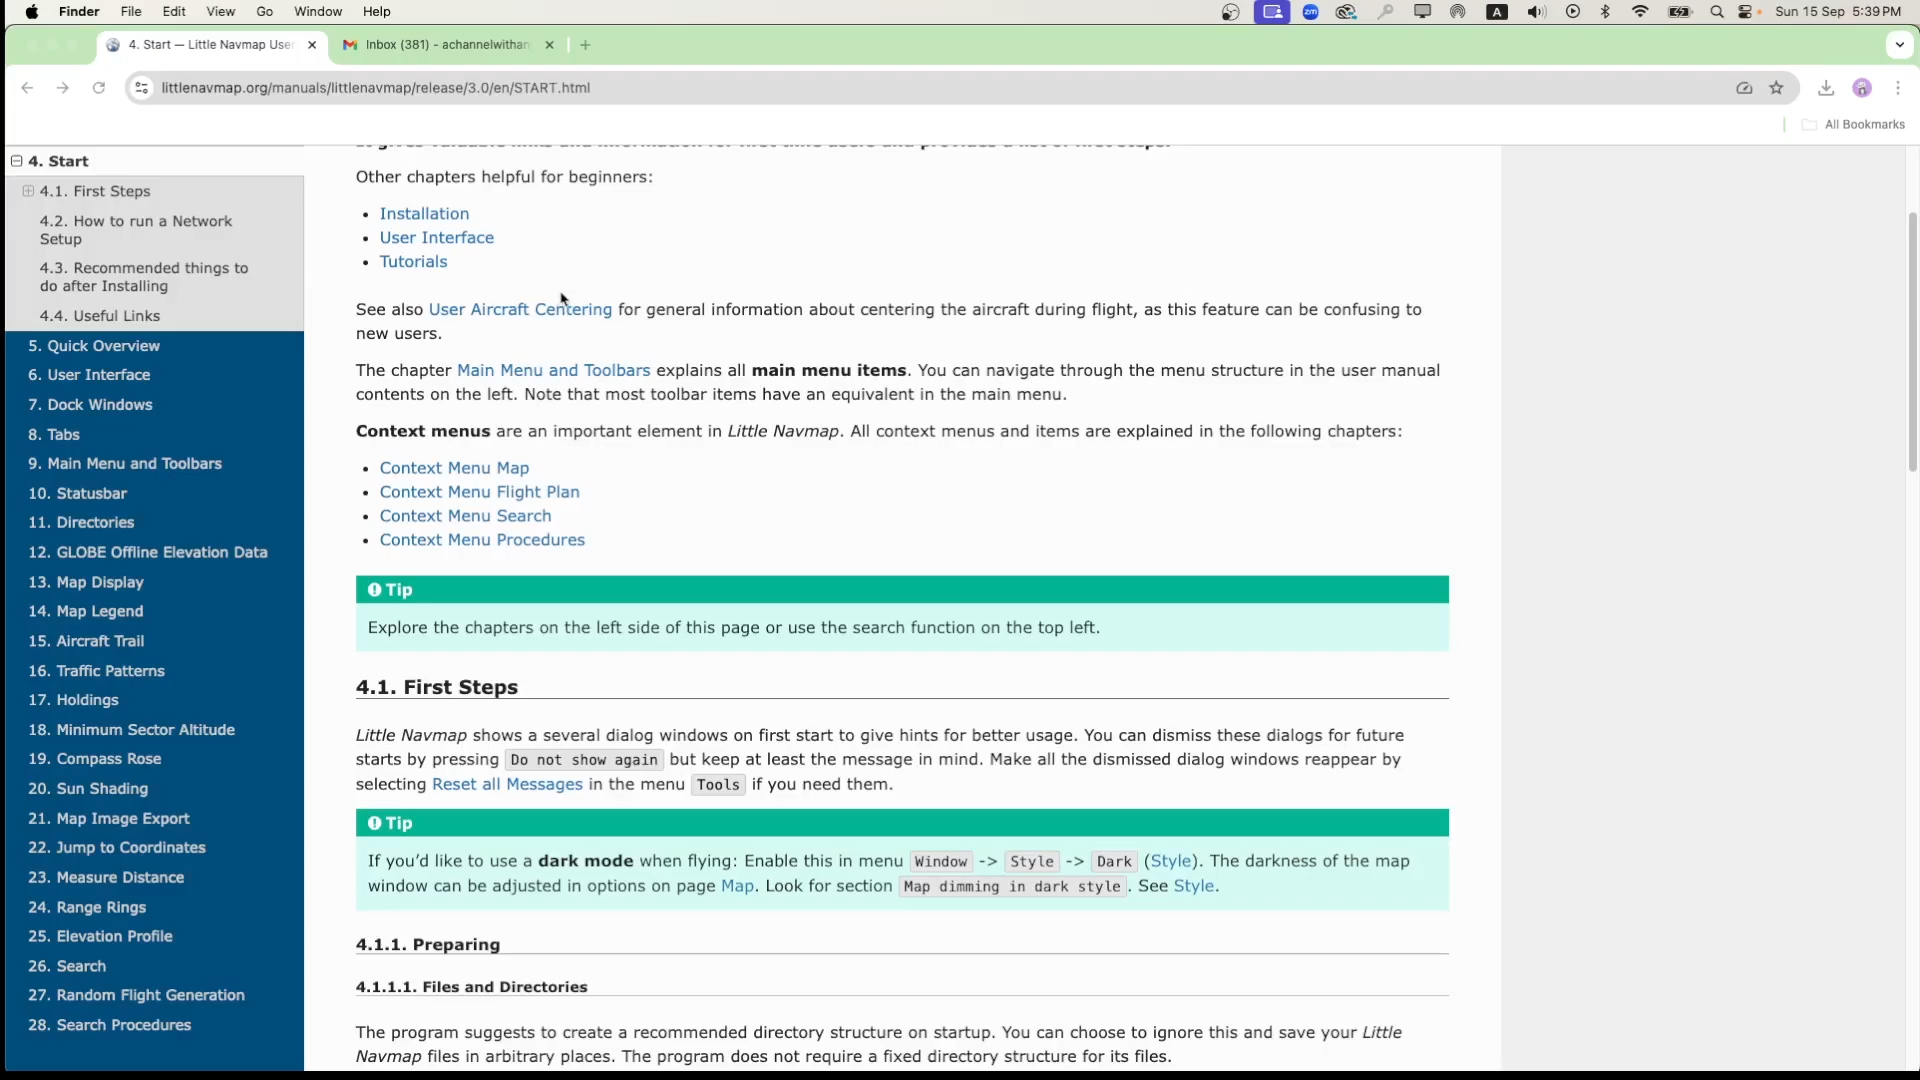 Finder File Edit View Go Window Help
Sun 15 Sep 5:39 PM
4. Start — Little Navmap User
Inbox (381) - achannelwithan
littlenavmap.org/manuals/littlenavmap/release/3.0/en/START.html
All Bookmarks
4. Start
4.1. First Steps
4.2. How to run a Network
Setup
4.3. Recommended things to
do after Installing
4.4. Useful Links
5. Quick Overview
6. User Interface
7. Dock Windows
8. Tabs
9. Main Menu and Toolbars
10. Statusbar
11. Directories
12. GLOBE Offline Elevation Data
13. Map Display
14. Map Legend
15. Aircraft Trail
16. Traffic Patterns
17. Holdings
18. Minimum Sector Altitude
19. Compass Rose
20. Sun Shading
21. Map Image Export
22. Jump to Coordinates
23. Measure Distance
24. Range Rings
25. Elevation Profile
26. Search
27. Random Flight Generation
28. Search Procedures
It gives valuable links and information for first time users and provides a list of first steps.
Other chapters helpful for beginners:
• Installation
• User Interface
• Tutorials
See also User Aircraft Centering for general information about centering the aircraft during flight, as this feature can be confusing to
new users.
The chapter Main Menu and Toolbars explains all main menu items. You can navigate through the menu structure in the user manual
contents on the left. Note that most toolbar items have an equivalent in the main menu.
Context menus are an important element in Little Navmap. All context menus and items are explained in the following chapters:
• Context Menu Map
• Context Menu Flight Plan
• Context Menu Search
• Context Menu Procedures
Tip
Explore the chapters on the left side of this page or use the search function on the top left.
4.1. First Steps
Little Navmap shows a several dialog windows on first start to give hints for better usage. You can dismiss these dialogs for future
starts by pressing Do not show again but keep at least the message in mind. Make all the dismissed dialog windows reappear by
selecting Reset all Messages in the menu Tools if you need them.
Tip
If you’d like to use a dark mode when flying: Enable this in menu Window -> Style -> Dark (Style). The darkness of the map
window can be adjusted in options on page Map. Look for section Map dimming in dark style. See Style.
4.1.1. Preparing
4.1.1.1. Files and Directories
The program suggests to create a recommended directory structure on startup. You can choose to ignore this and save your Little
Navmap files in arbitrary places. The program does not require a fixed directory structure for its files.